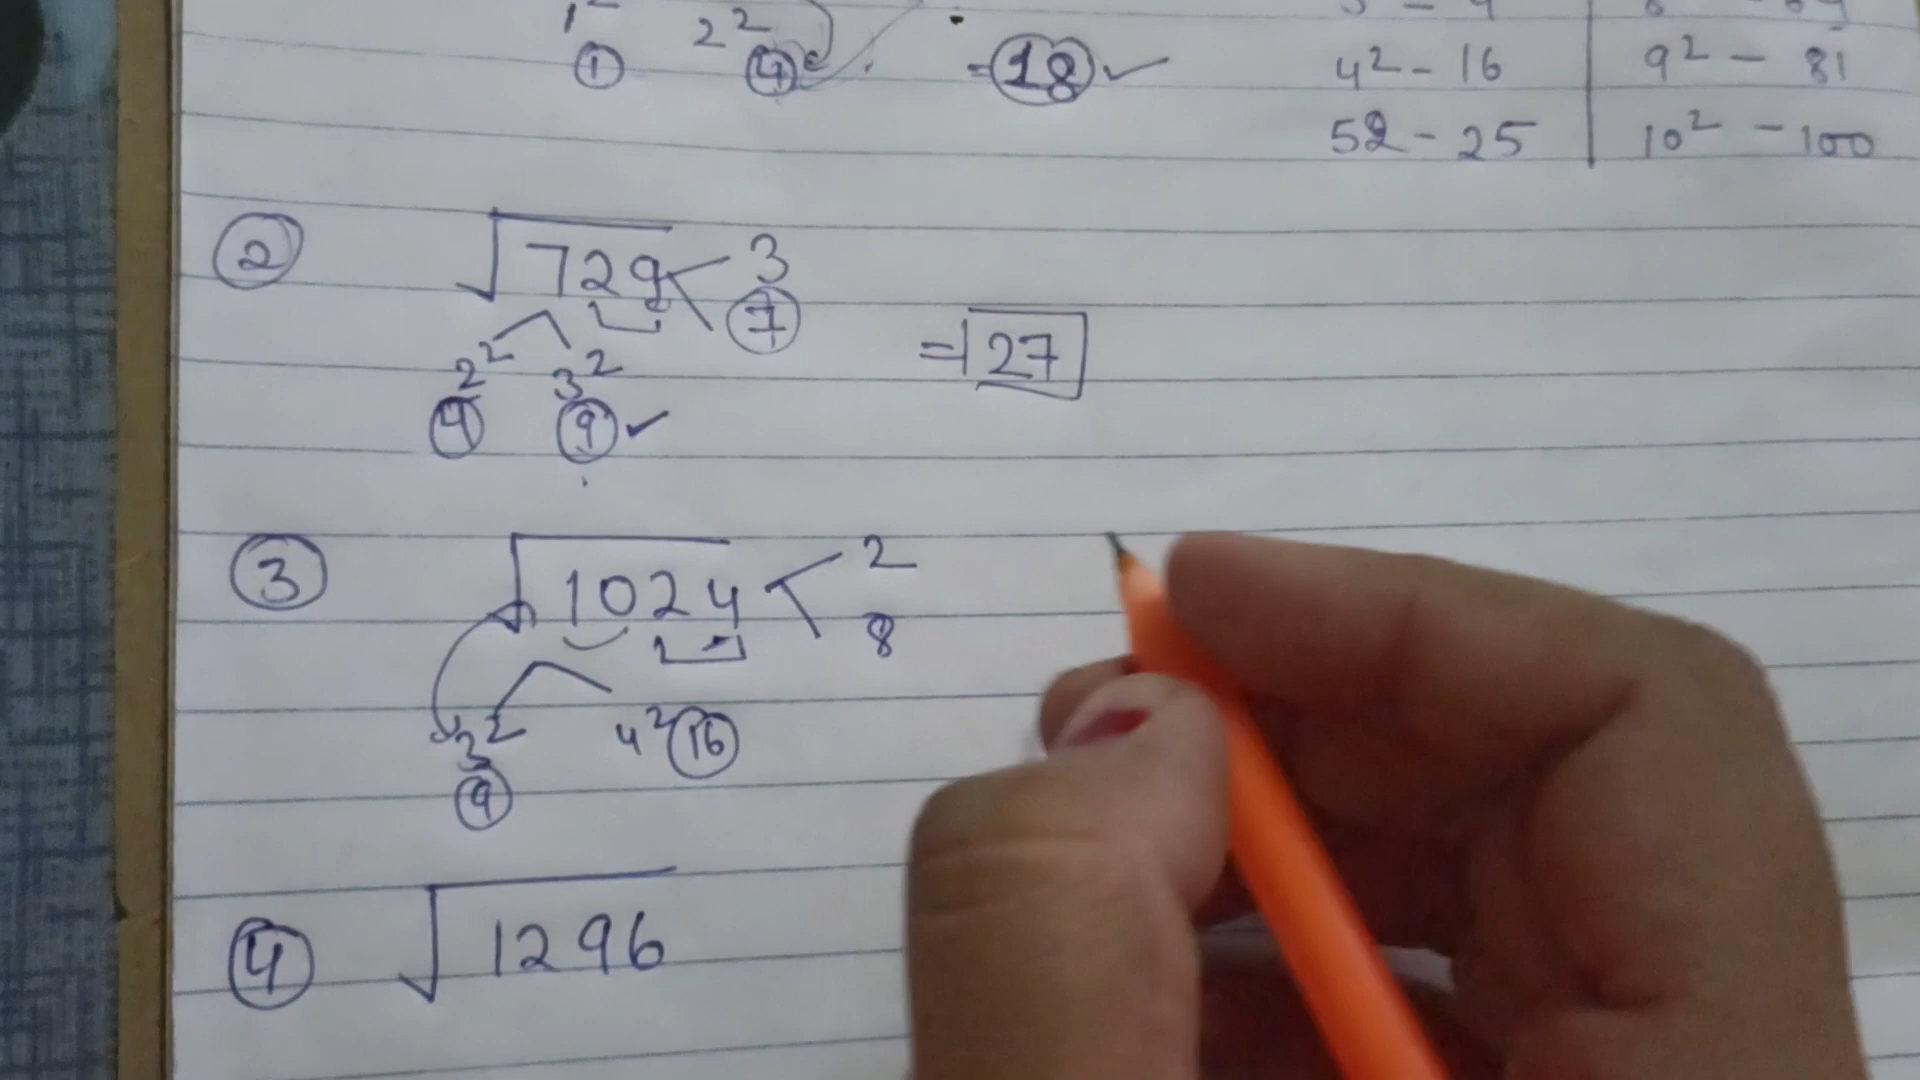 1² 2²
① ④ = 18 ✓
4² - 16 9² - 81
52 - 25 10² - 100
② √729 3
7
= 27
2² 3²
4 9 ✓
③ √1024 2
8
3² 4² 16
9
④ √1296